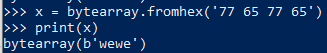 >>> x = bytearray.fromhex('77 65 77 65')
>>> print(x)
bytearray(b'wewe')